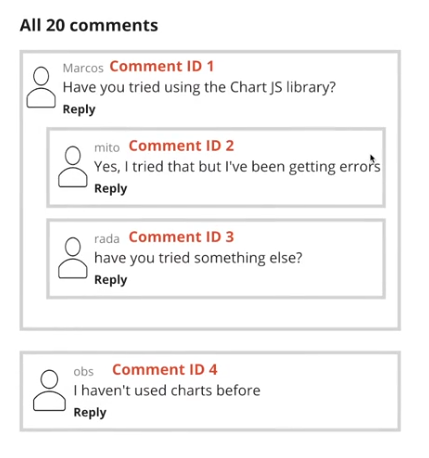 All 20 comments
Marcos Comment ID 1
Have you tried using the Chart JS library?
Reply
mito Comment ID 2
Yes, I tried that but I've been getting errors
Reply
rada Comment ID 3
have you tried something else?
Reply
obs Comment ID 4
I haven't used charts before
Reply